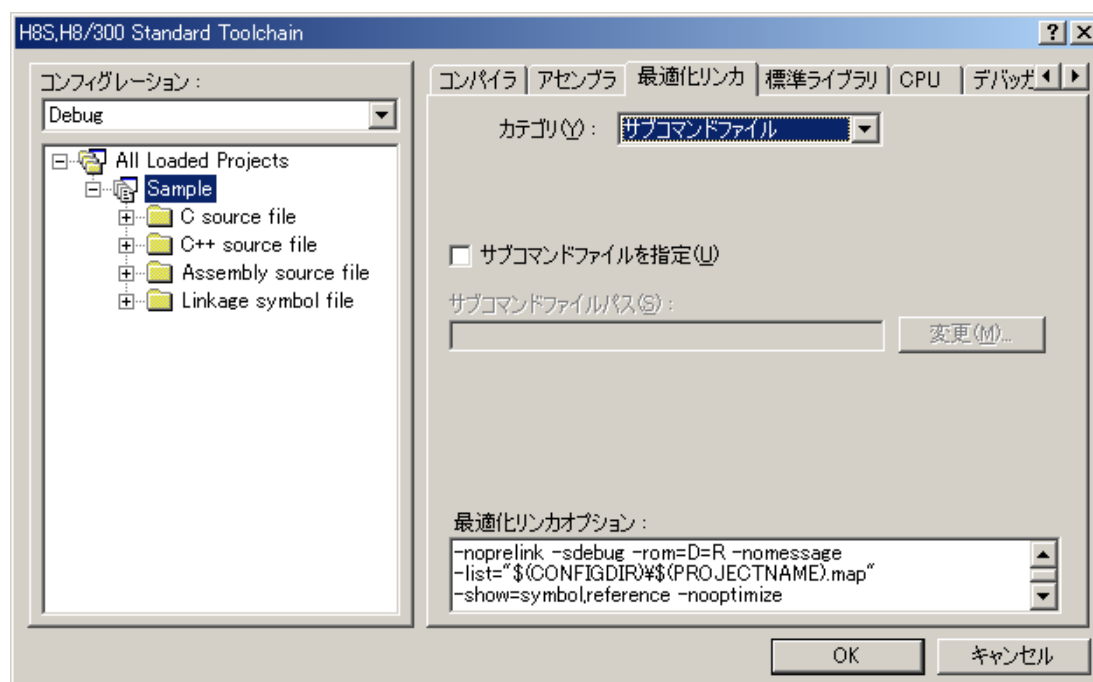 H8S,H8/300 Standard Toolchain
コンフィグレーション :
Debug
All Loaded Projects
Sample
C source file
C++ source file
Assembly source file
Linkage symbol file
コンパイラ アセンブラ 最適化リンカ 標準ライブラリ CPU デバッガ
カテゴリ(Y) : サブコマンドファイル
サブコマンドファイルを指定(U)
サブコマンドファイルパス(S) :
変更(M)...
最適化リンカオプション :
-noprelink -sdebug -rom=D=R -nomessage
-list="$(CONFIGDIR)¥$(PROJECTNAME).map"
-show=symbol,reference -nooptimize
OK キャンセル